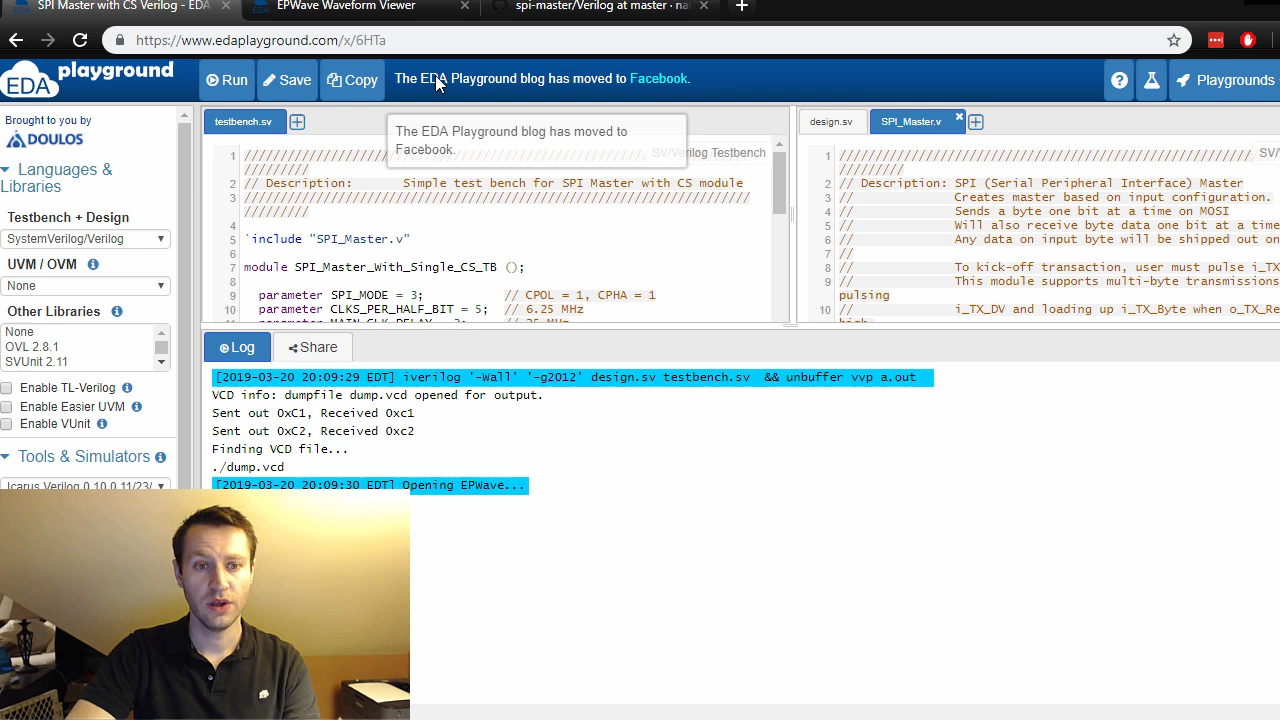 SPI Master with CS Verilog - EDA
EPWave Waveform Viewer
spi-master/Verilog at master · na
https://www.edaplayground.com/x/6HTa
EDA playground
Run
Save
Copy
The EDA Playground blog has moved to Facebook.
Playgrounds
Brought to you by
DOULOS
Languages & Libraries
Testbench + Design
SystemVerilog/Verilog
UVM / OVM
None
Other Libraries
None
OVL 2.8.1
SVUnit 2.11
Enable TL-Verilog
Enable Easier UVM
Enable VUnit
Tools & Simulators
Icarus Verilog 0.10.0 11/23/
testbench.sv
The EDA Playground blog has moved to
Facebook.
SV/Verilog Testbench
1 ////////////////////////////////////////////////////////////////////
/////////
2 // Description: Simple test bench for SPI Master with CS module
3 //////////////////////////////////////////////////////////////////////
/////////
4
5 `include "SPI_Master.v"
6
7 module SPI_Master_With_Single_CS_TB ();
8
9 parameter SPI_MODE = 3; // CPOL = 1, CPHA = 1
10 parameter CLKS_PER_HALF_BIT = 5; // 6.25 MHz
design.sv
SPI_Master.v
SV/
1 /////////////////////////////////////////////////////////
/////////
2 // Description: SPI (Serial Peripheral Interface) Master
3 // Creates master based on input configuration.
4 // Sends a byte one bit at a time on MOSI
5 // Will also receive byte data one bit at a time
6 // Any data on input byte will be shipped out on
7 //
8 // To kick-off transaction, user must pulse i_TX
9 // This module supports multi-byte transmissions
pulsing
10 // i_TX_DV and loading up i_TX_Byte when o_TX_Re
Log
Share
[2019-03-20 20:09:29 EDT] iverilog '-Wall' '-g2012' design.sv testbench.sv && unbuffer vvp a.out
VCD info: dumpfile dump.vcd opened for output.
Sent out 0xC1, Received 0xc1
Sent out 0xC2, Received 0xc2
Finding VCD file...
./dump.vcd
[2019-03-20 20:09:30 EDT] Opening EPWave...